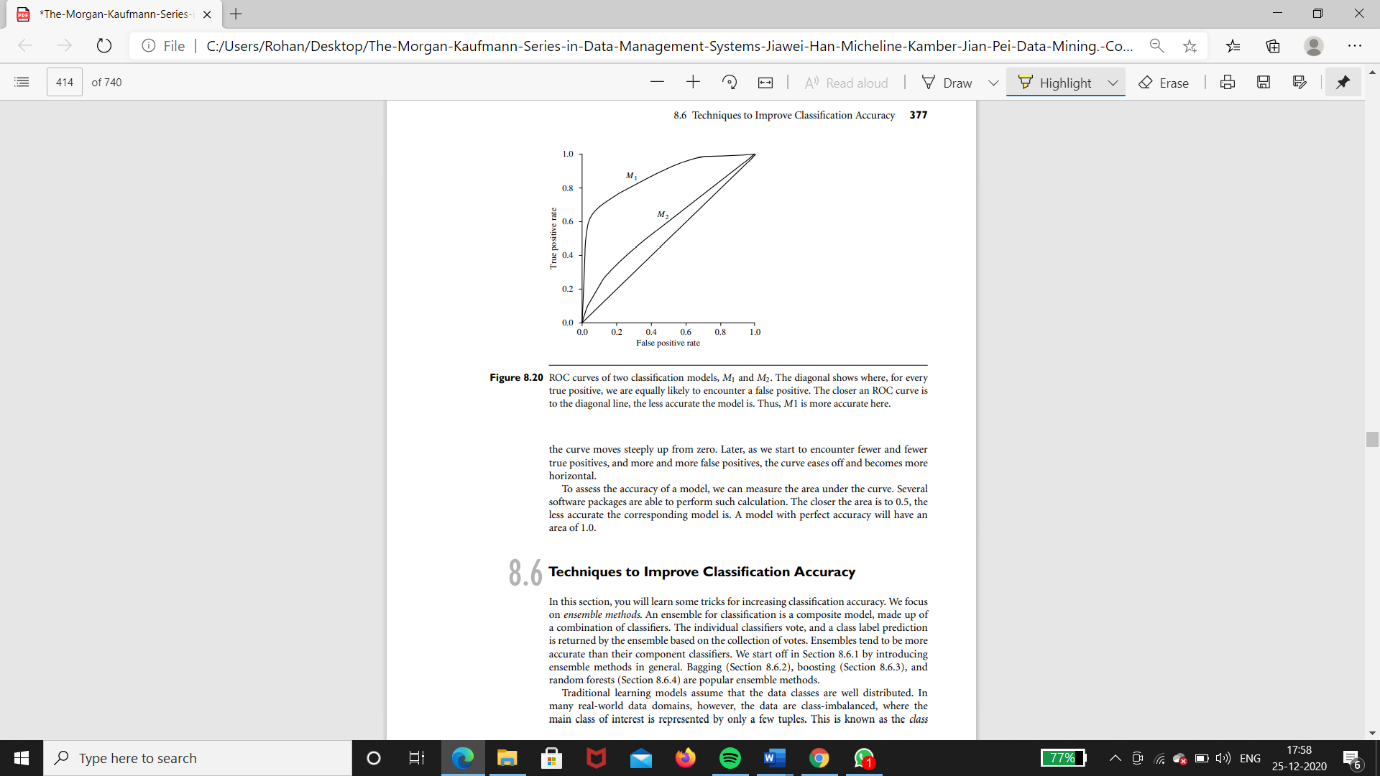 *The-Morgan-Kaufmann-Series-
File
C:/Users/Rohan/Desktop/The-Morgan-Kaufmann-Series-in-Data-Management-Systems-Jiawei-Han-Micheline-Kamber-Jian-Pei-Data-Mining.-Co...
414 of 740
Read aloud
Draw
Highlight
Erase
8.6 Techniques to Improve Classification Accuracy 377
1.0
M1
0.8
M2
0.6
True positive rate
0.4
0.2
0.0
0.0 0.2 0.4 0.6 0.8 1.0
False positive rate
Figure 8.20 ROC curves of two classification models, M1 and M2. The diagonal shows where, for every
true positive, we are equally likely to encounter a false positive. The closer an ROC curve is
to the diagonal line, the less accurate the model is. Thus, M1 is more accurate here.
the curve moves steeply up from zero. Later, as we start to encounter fewer and fewer
true positives, and more and more false positives, the curve eases off and becomes more
horizontal.
To assess the accuracy of a model, we can measure the area under the curve. Several
software packages are able to perform such calculation. The closer the area is to 0.5, the
less accurate the corresponding model is. A model with perfect accuracy will have an
area of 1.0.
8.6 Techniques to Improve Classification Accuracy
In this section, you will learn some tricks for increasing classification accuracy. We focus
on ensemble methods. An ensemble for classification is a composite model, made up of
a combination of classifiers. The individual classifiers vote, and a class label prediction
is returned by the ensemble based on the collection of votes. Ensembles tend to be more
accurate than their component classifiers. We start off in Section 8.6.1 by introducing
ensemble methods in general. Bagging (Section 8.6.2), boosting (Section 8.6.3), and
random forests (Section 8.6.4) are popular ensemble methods.
Traditional learning models assume that the data classes are well distributed. In
many real-world data domains, however, the data are class-imbalanced, where the
main class of interest is represented by only a few tuples. This is known as the class
Type here to search
W
1
77%
ENG
17:58
25-12-2020
6